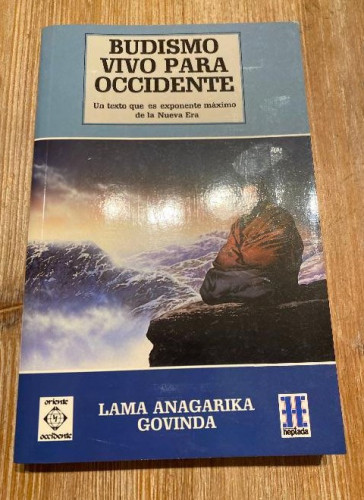 BUDISMO
VIVO PARA
OCCIDENTE
Un texto que es exponente máximo
de la Nueva Era
oriente
occidente
LAMA ANAGARIKA
GOVINDA
heptada